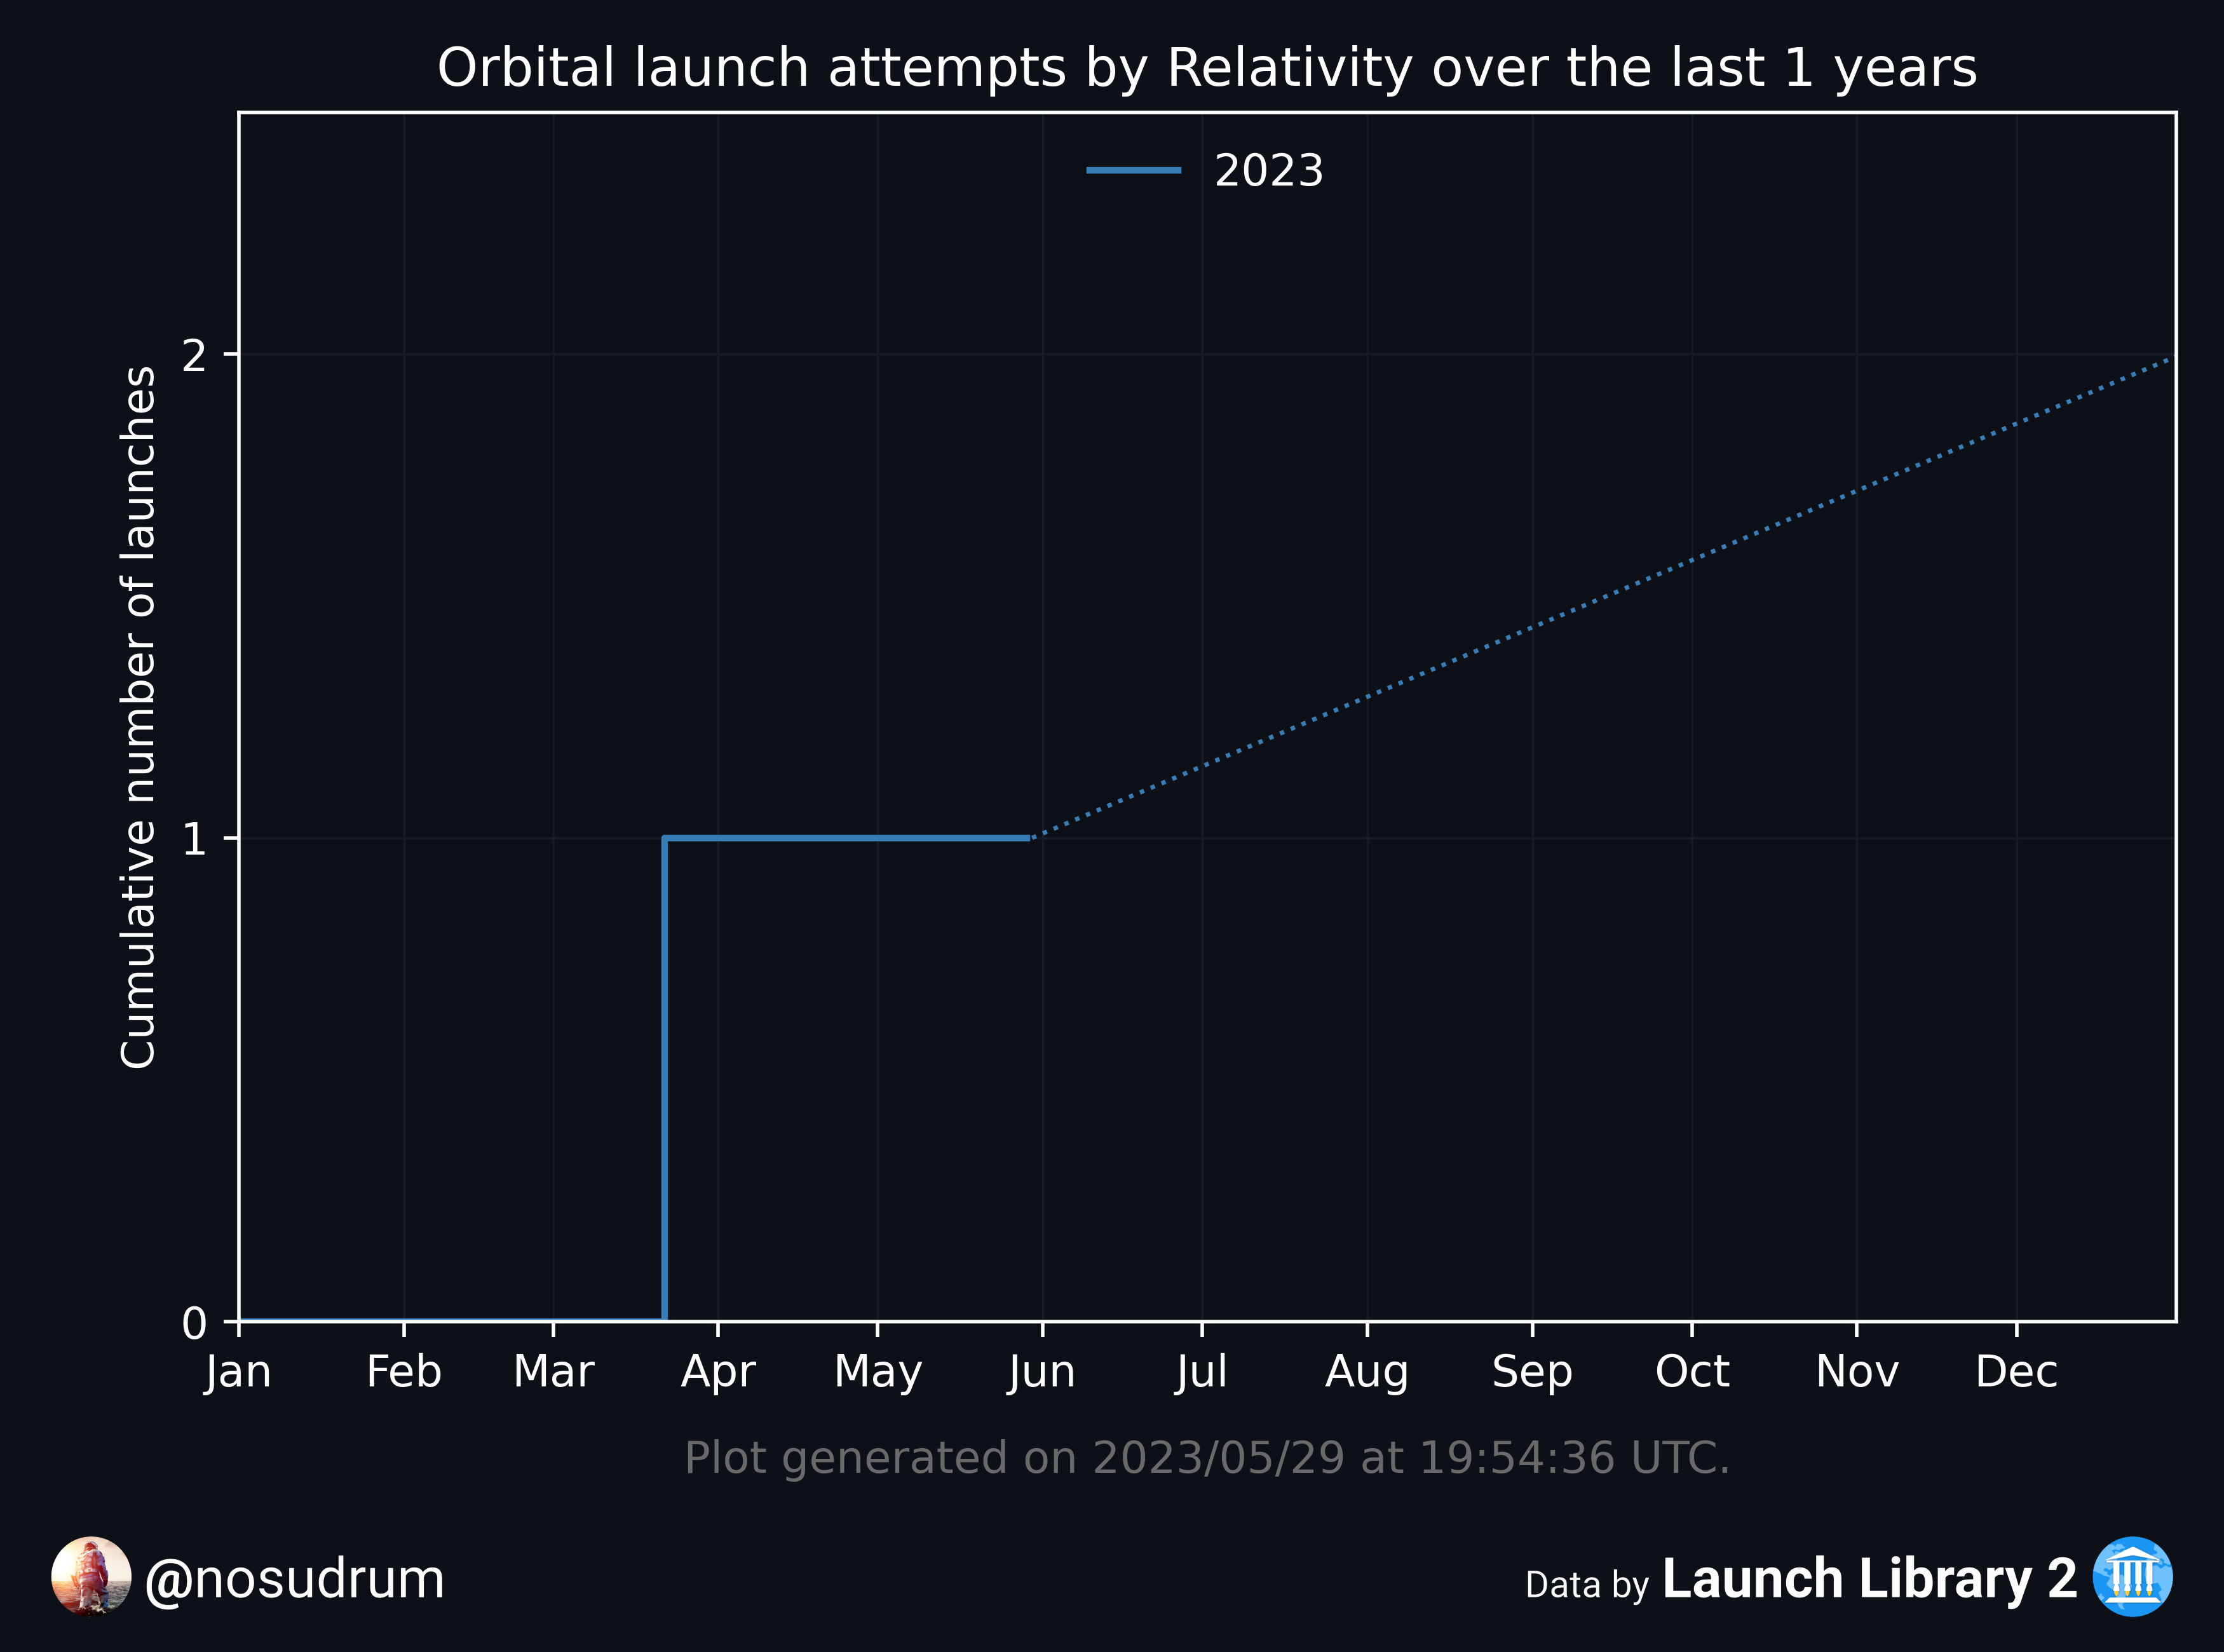 Orbital launch attempts by Relativity over the last 1 years
2023
Cumulative number of launches
2
1
0
Jan Feb Mar Apr May Jun Jul Aug Sep Oct Nov Dec
Plot generated on 2023/05/29 at 19:54:36 UTC.
@nosudrum
Data by Launch Library 2